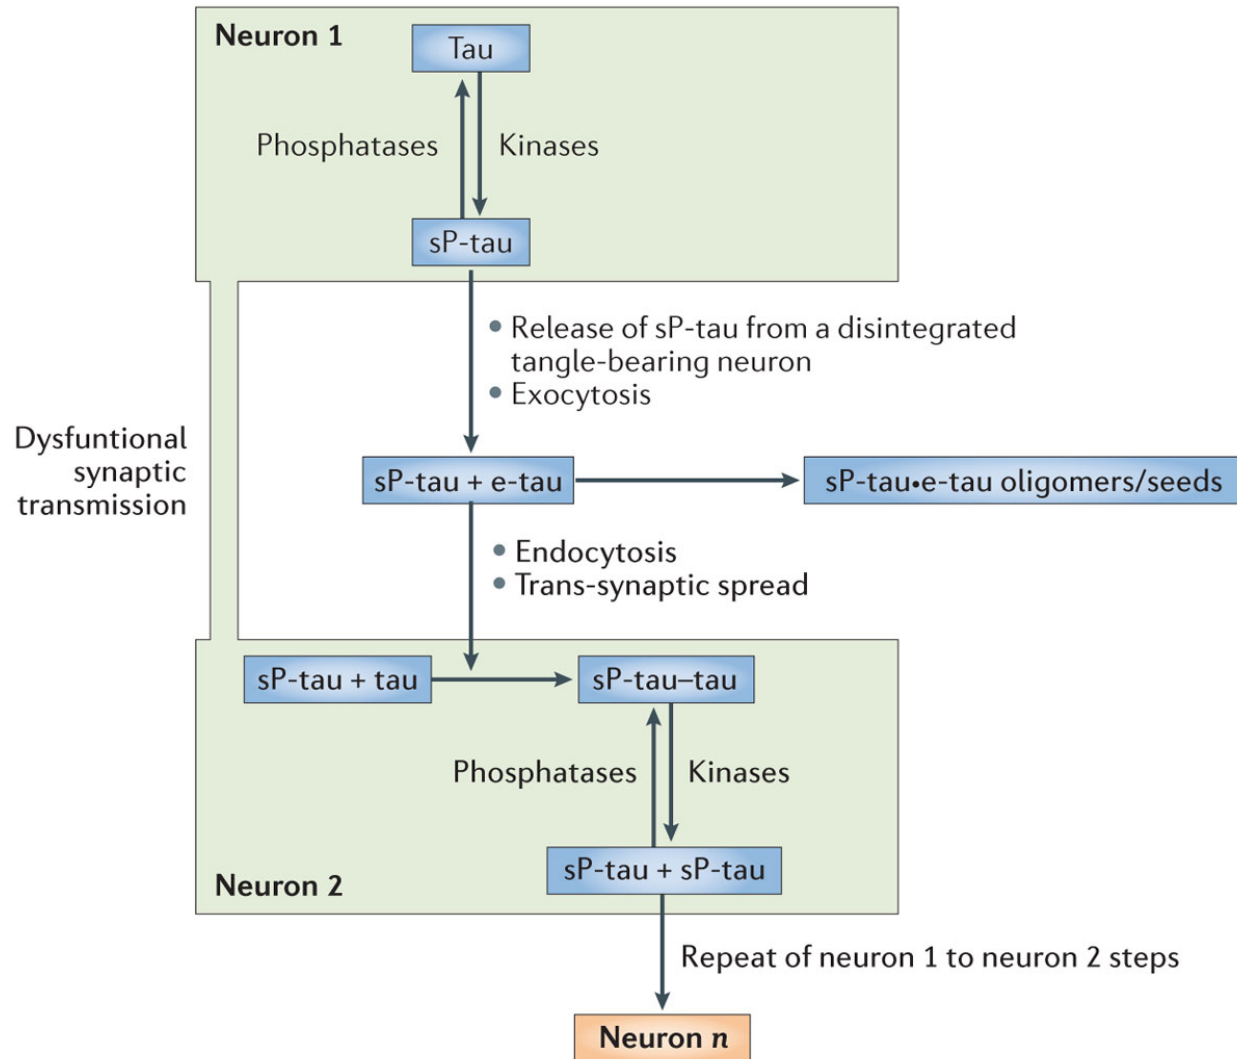 Neuron 1
Tau
Phosphatases
Kinases
sP-tau
• Release of sP-tau from a disintegrated
tangle-bearing neuron
• Exocytosis
Dysfuntional
synaptic
transmission
sP-tau + e-tau
sP-tau•e-tau oligomers/seeds
• Endocytosis
• Trans-synaptic spread
sP-tau + tau
sP-tau–tau
Phosphatases
Kinases
sP-tau + sP-tau
Neuron 2
Repeat of neuron 1 to neuron 2 steps
Neuron n